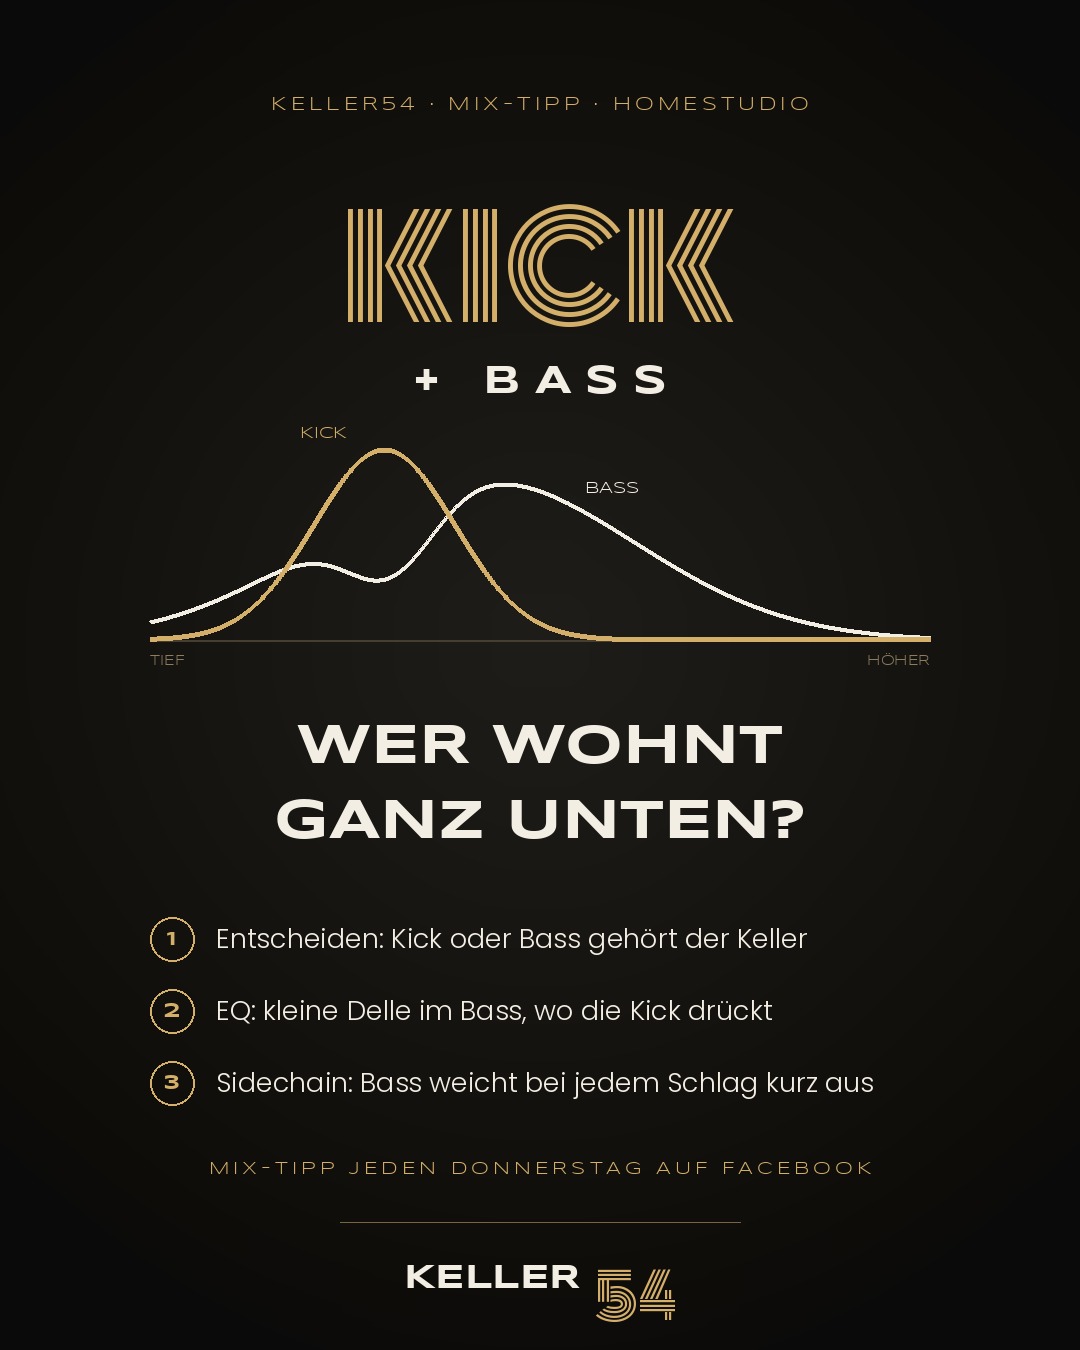 KELLER54 · MIX-TIPP · HOMESTUDIO
KICK
+ BASS
KICK
BASS
TIEF
HÖHER
WER WOHNT
GANZ UNTEN?
1 Entscheiden: Kick oder Bass gehört der Keller
2 EQ: kleine Delle im Bass, wo die Kick drückt
3 Sidechain: Bass weicht bei jedem Schlag kurz aus
MIX-TIPP JEDEN DONNERSTAG AUF FACEBOOK
KELLER 54